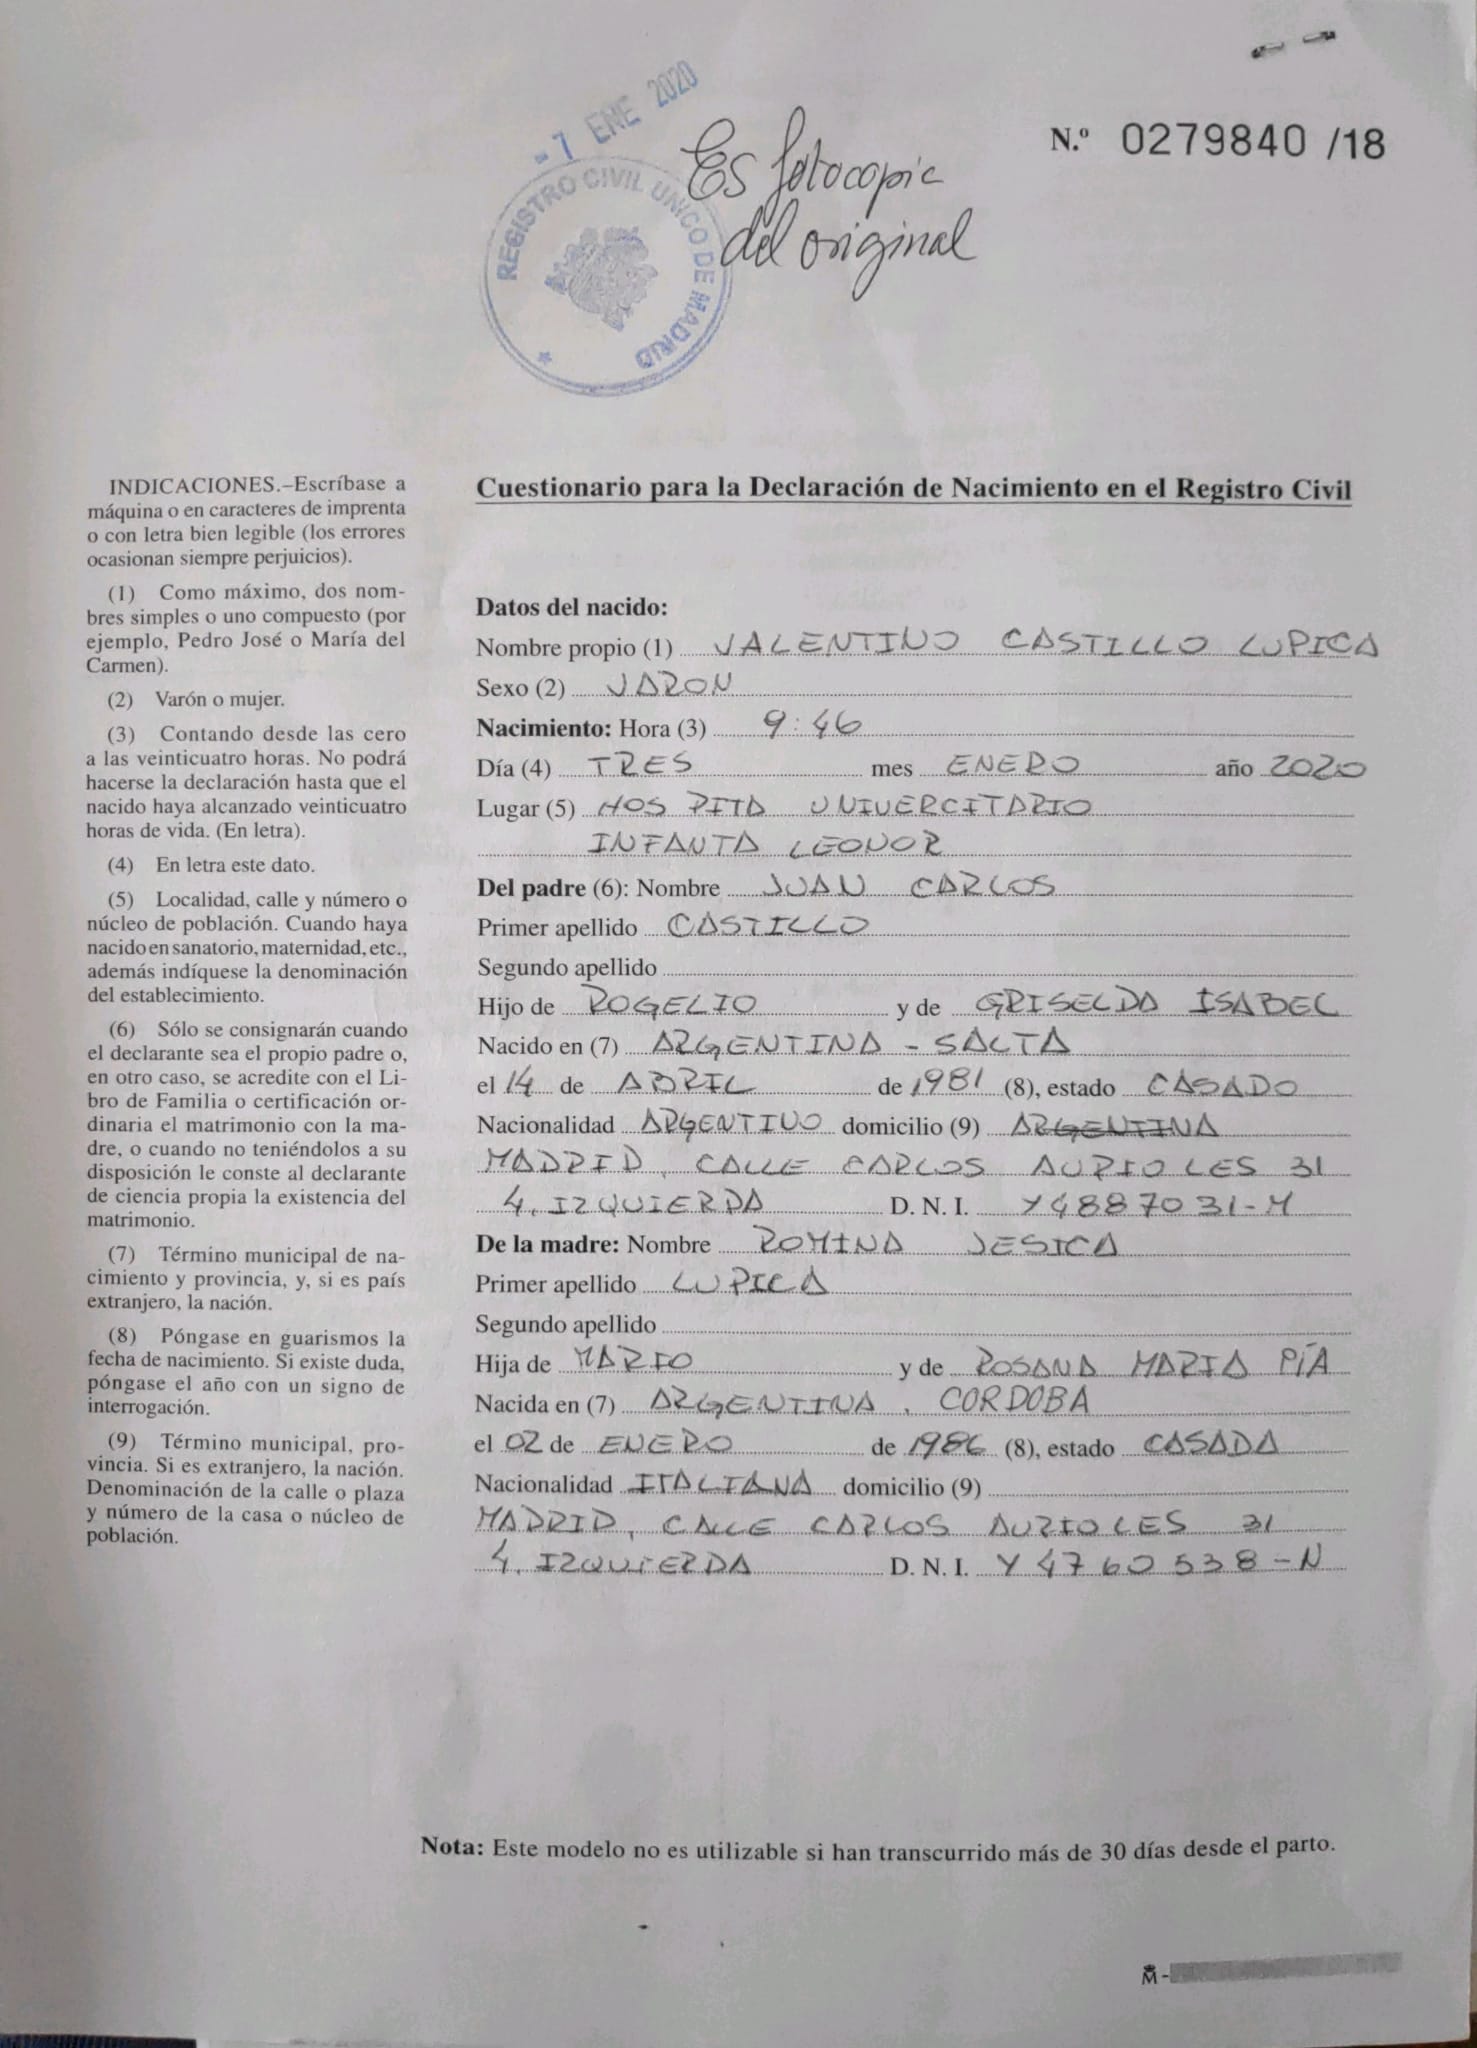 -7 ENE 2020
REGISTRO CIVIL UNICO DE MADRID
Es fotocopia
del original
N.º 0279840 /18
INDICACIONES.–Escríbase a
máquina o en caracteres de imprenta
o con letra bien legible (los errores
ocasionan siempre perjuicios).
(1) Como máximo, dos nom-
bres simples o uno compuesto (por
ejemplo, Pedro José o María del
Carmen).
(2) Varón o mujer.
(3) Contando desde las cero
a las veinticuatro horas. No podrá
hacerse la declaración hasta que el
nacido haya alcanzado veinticuatro
horas de vida. (En letra).
(4) En letra este dato.
(5) Localidad, calle y número o
núcleo de población. Cuando haya
nacido en sanatorio, maternidad, etc.,
además indíquese la denominación
del establecimiento.
(6) Sólo se consignarán cuando
el declarante sea el propio padre o,
en otro caso, se acredite con el Li-
bro de Familia o certificación or-
dinaria el matrimonio con la ma-
dre, o cuando no teniéndolos a su
disposición le conste al declarante
de ciencia propia la existencia del
matrimonio.
(7) Término municipal de na-
cimiento y provincia, y, si es país
extranjero, la nación.
(8) Póngase en guarismos la
fecha de nacimiento. Si existe duda,
póngase el año con un signo de
interrogación.
(9) Término municipal, pro-
vincia. Si es extranjero, la nación.
Denominación de la calle o plaza
y número de la casa o núcleo de
población.
Cuestionario para la Declaración de Nacimiento en el Registro Civil
Datos del nacido:
Nombre propio (1) VALENTINO CASTILLO LUPICA
Sexo (2) VARON
Nacimiento: Hora (3) 9:46
Día (4) TRES mes ENERO año 2020
Lugar (5) HOSPITA UNIVERCITARIO
INFANTA LEONOR
Del padre (6): Nombre JUAN CARLOS
Primer apellido CASTILLO
Segundo apellido
Hijo de ROGELIO y de GRISELDA ISABEL
Nacido en (7) ARGENTINA - SALTA
el 14 de ABRIL de 1981 (8), estado CASADO
Nacionalidad ARGENTINO domicilio (9) ARGENTINA
MADRID, CALLE CARLOS AURIOLES 31
4, IZQUIERDA D. N. I. Y4887031-M
De la madre: Nombre ROMINA JESICA
Primer apellido LUPICA
Segundo apellido
Hija de MARIO y de ROSANA MARIA PÍA
Nacida en (7) ARGENTINA, CORDOBA
el 02 de ENERO de 1986 (8), estado CASADA
Nacionalidad ITALIANA domicilio (9)
MADRID, CALLE CARLOS AURIOLES 31
4, IZQUIERDA D. N. I. Y4760538-N
Nota: Este modelo no es utilizable si han transcurrido más de 30 días desde el parto.
M-